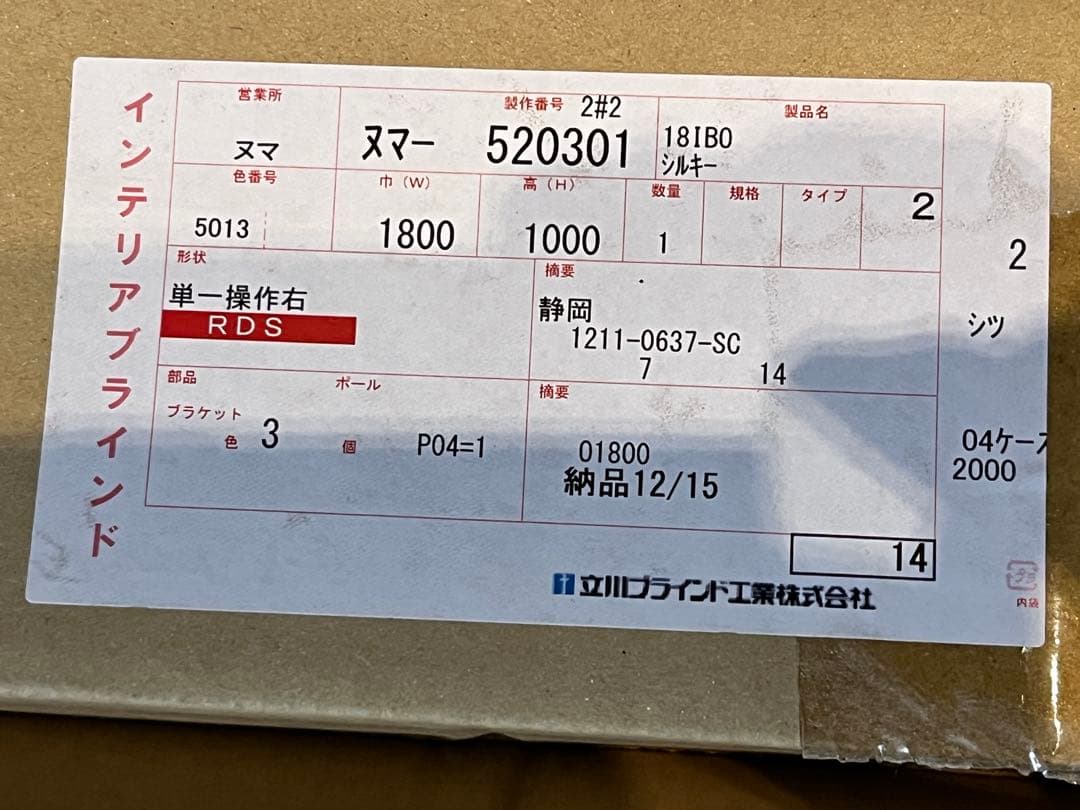 インテリアブラインド
営業所
ヌマ
ヌマー
製作番号 2#2
520301
製品名
18IBO
シルキー
色番号
5013
巾（W）
1800
高（H）
1000
数量
1
規格
タイプ
2
2
形状
単一操作右
RDS
摘要
静岡
1211-0637-SC
7 14
シツ
部品
ポール
ブラケット
色 3 個 P04=1
摘要
01800
納品12/15
04ケース
2000
14
立川ブラインド工業株式会社
プラ
内袋